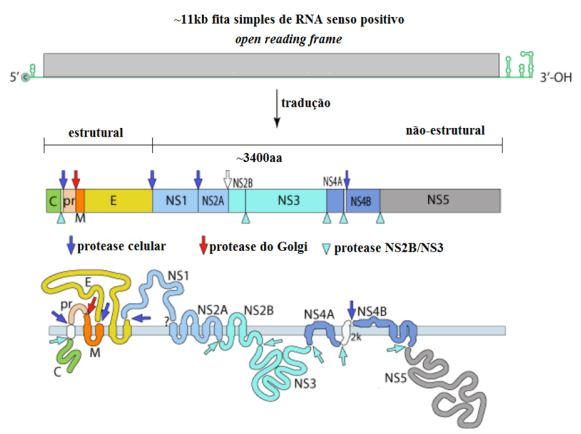 ~11kb fita simples de RNA senso positivo
open reading frame
5' C 3'-OH
tradução
estrutural não-estrutural
~3400aa
C pr M E NS1 NS2A NS2B NS3 NS4A NS4B NS5
protease celular protease do Golgi protease NS2B/NS3
E NS1
pr NS2A NS2B NS4A NS4B
? 2k
M
C NS3 NS5